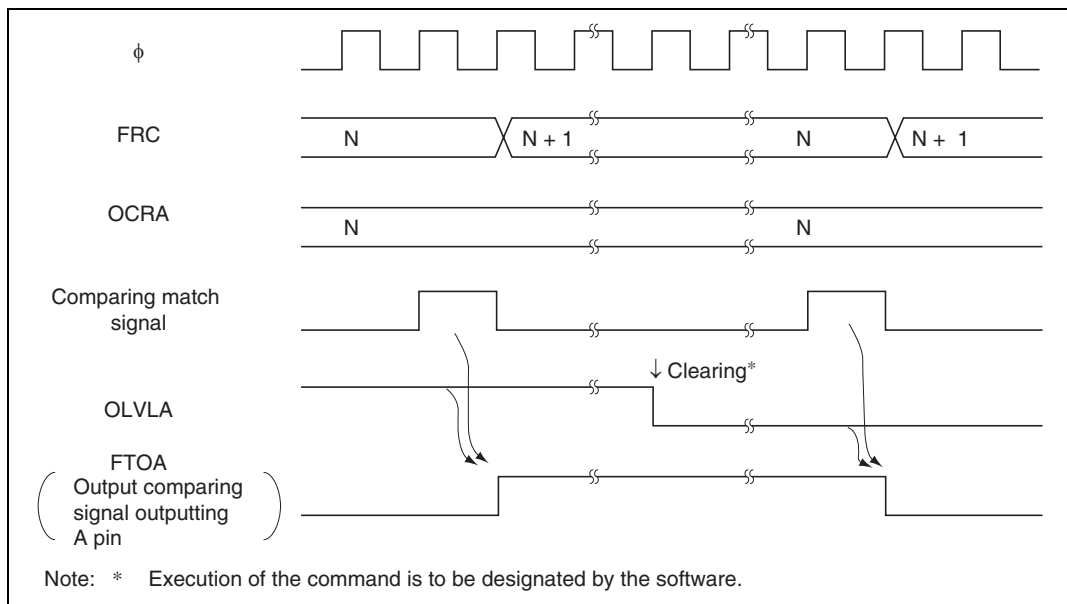 ϕ
FRC
N
N + 1
N
N + 1
OCRA
N
N
Comparing match
signal
↓ Clearing*
OLVLA
FTOA
Output comparing
signal outputting
A pin
Note: * Execution of the command is to be designated by the software.